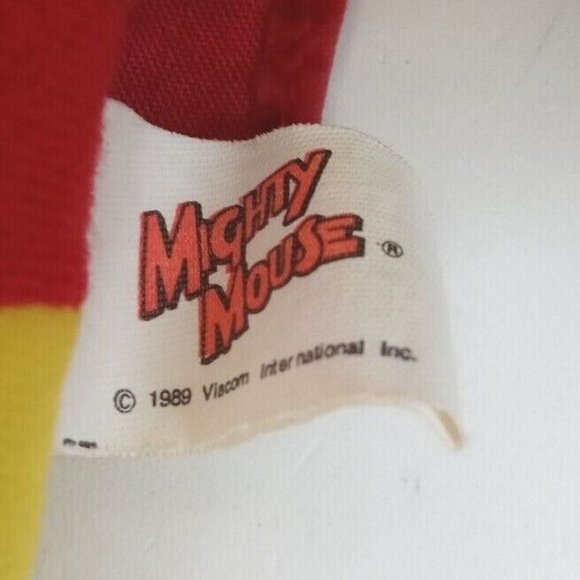 MIGHTY
MOUSE ®
© 1989 Viacom International Inc.